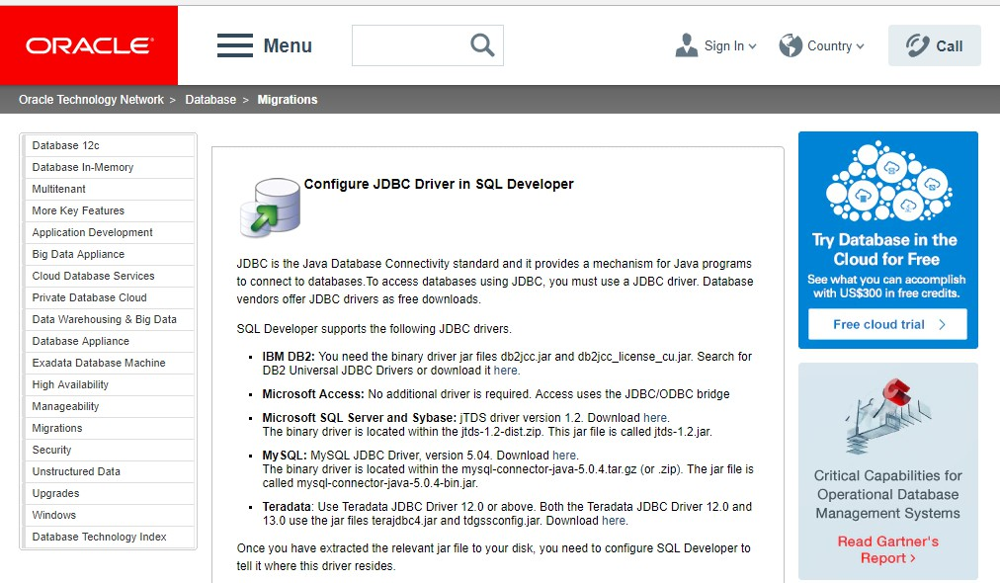 ORACLE®
Menu
Sign In
Country
Call
Oracle Technology Network > Database > Migrations
Database 12c
Database In-Memory
Multitenant
More Key Features
Application Development
Big Data Appliance
Cloud Database Services
Private Database Cloud
Data Warehousing & Big Data
Database Appliance
Exadata Database Machine
High Availability
Manageability
Migrations
Security
Unstructured Data
Upgrades
Windows
Database Technology Index
Configure JDBC Driver in SQL Developer
JDBC is the Java Database Connectivity standard and it provides a mechanism for Java programs
to connect to databases.To access databases using JDBC, you must use a JDBC driver. Database
vendors offer JDBC drivers as free downloads.
SQL Developer supports the following JDBC drivers.
▪ IBM DB2: You need the binary driver jar files db2jcc.jar and db2jcc_license_cu.jar. Search for
DB2 Universal JDBC Drivers or download it here.
▪ Microsoft Access: No additional driver is required. Access uses the JDBC/ODBC bridge
▪ Microsoft SQL Server and Sybase: jTDS driver version 1.2. Download here.
The binary driver is located within the jtds-1.2-dist.zip. This jar file is called jtds-1.2.jar.
▪ MySQL: MySQL JDBC Driver, version 5.04. Download here.
The binary driver is located within the mysql-connector-java-5.0.4.tar.gz (or .zip). The jar file is
called mysql-connector-java-5.0.4-bin.jar.
▪ Teradata: Use Teradata JDBC Driver 12.0 or above. Both the Teradata JDBC Driver 12.0 and
13.0 use the jar files terajdbc4.jar and tdgssconfig.jar. Download here.
Once you have extracted the relevant jar file to your disk, you need to configure SQL Developer to
tell it where this driver resides.
Try Database in the
Cloud for Free
See what you can accomplish
with US$300 in free credits.
Free cloud trial >
Critical Capabilities for
Operational Database
Management Systems
Read Gartner's
Report >